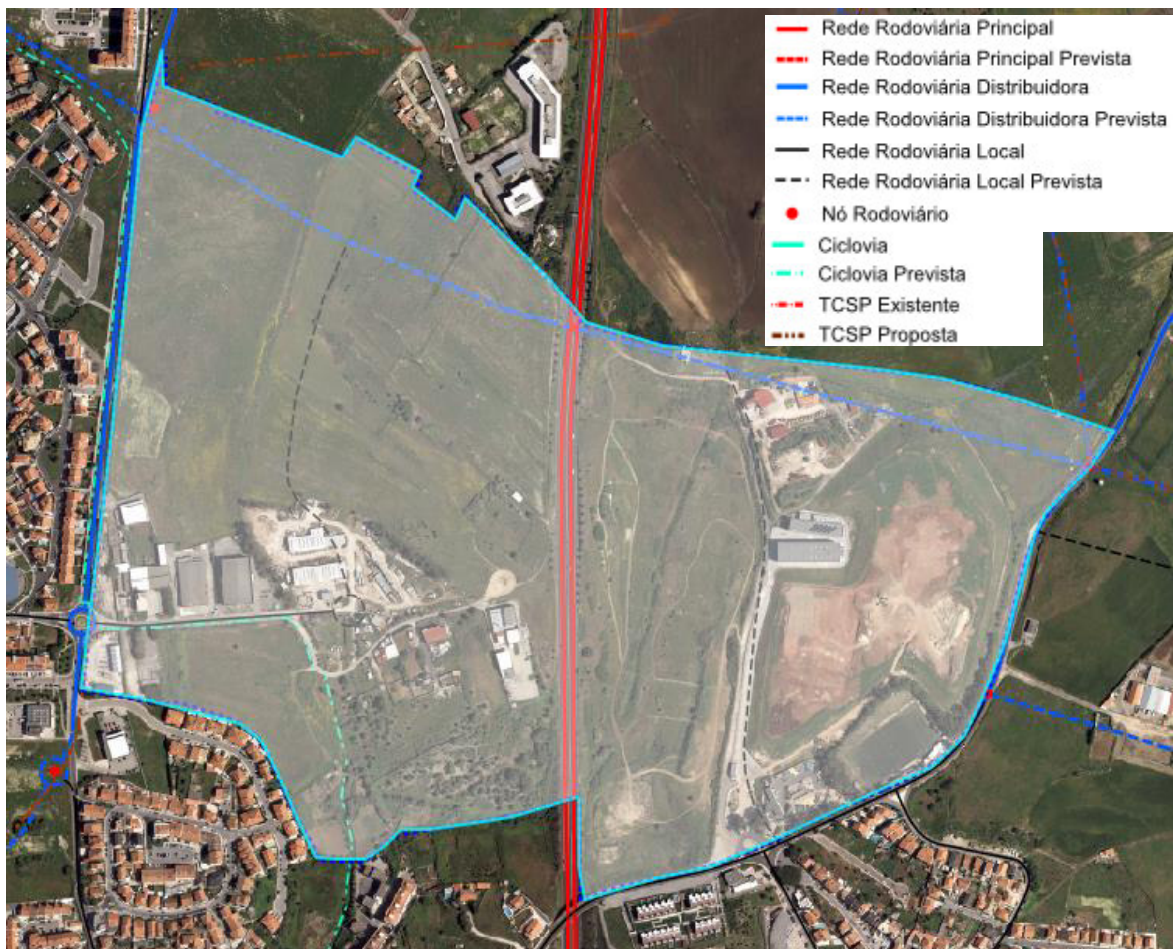 Rede Rodoviária Principal
Rede Rodoviária Principal Prevista
Rede Rodoviária Distribuidora
Rede Rodoviária Distribuidora Prevista
Rede Rodoviária Local
Rede Rodoviária Local Prevista
Nó Rodoviário
Ciclovia
Ciclovia Prevista
TCSP Existente
TCSP Proposta